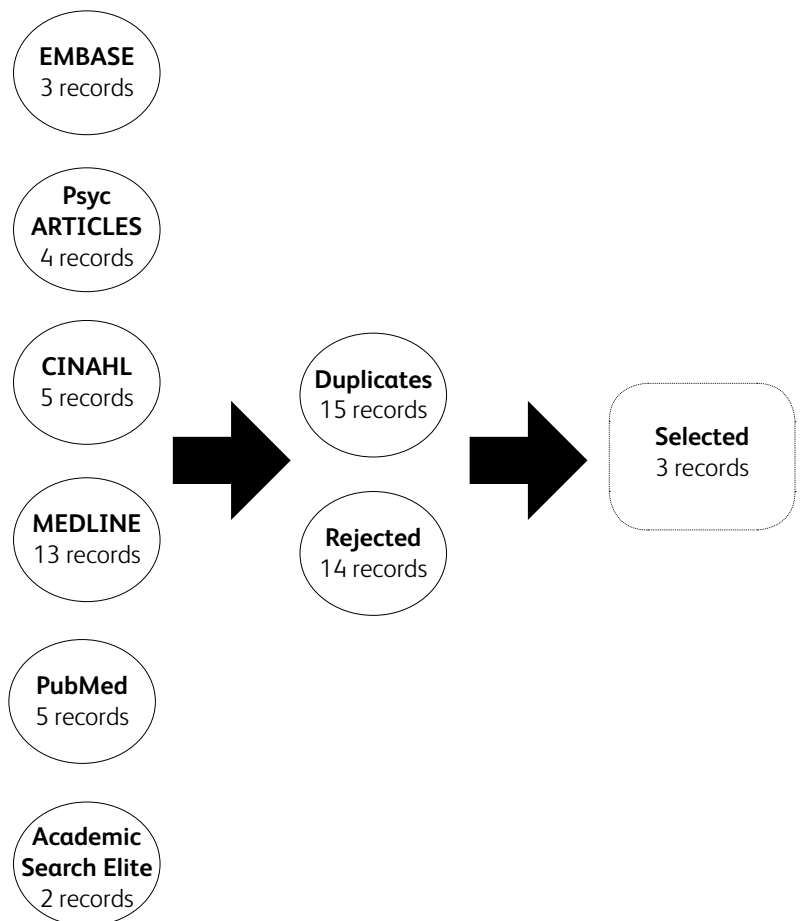 EMBASE
3 records
Psyc
ARTICLES
4 records
CINAHL
5 records
MEDLINE
13 records
PubMed
5 records
Academic
Search Elite
2 records
Duplicates
15 records
Rejected
14 records
Selected
3 records